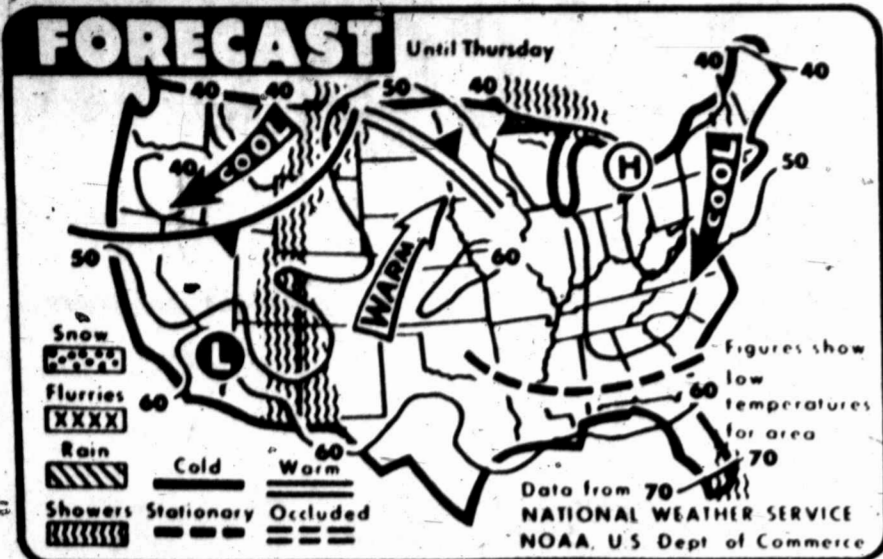 FORECAST Until Thursday
40 40 50 40 40 40
40 COOL H COOL 50
50 WARM 60
Snow
L
Figures show
Flurries
low
60 60
temperatures
Rain Cold Warm 60 for area
70
Data from 70
Showers Stationary Occluded NATIONAL WEATHER SERVICE
NOAA, U.S. Dept of Commerce